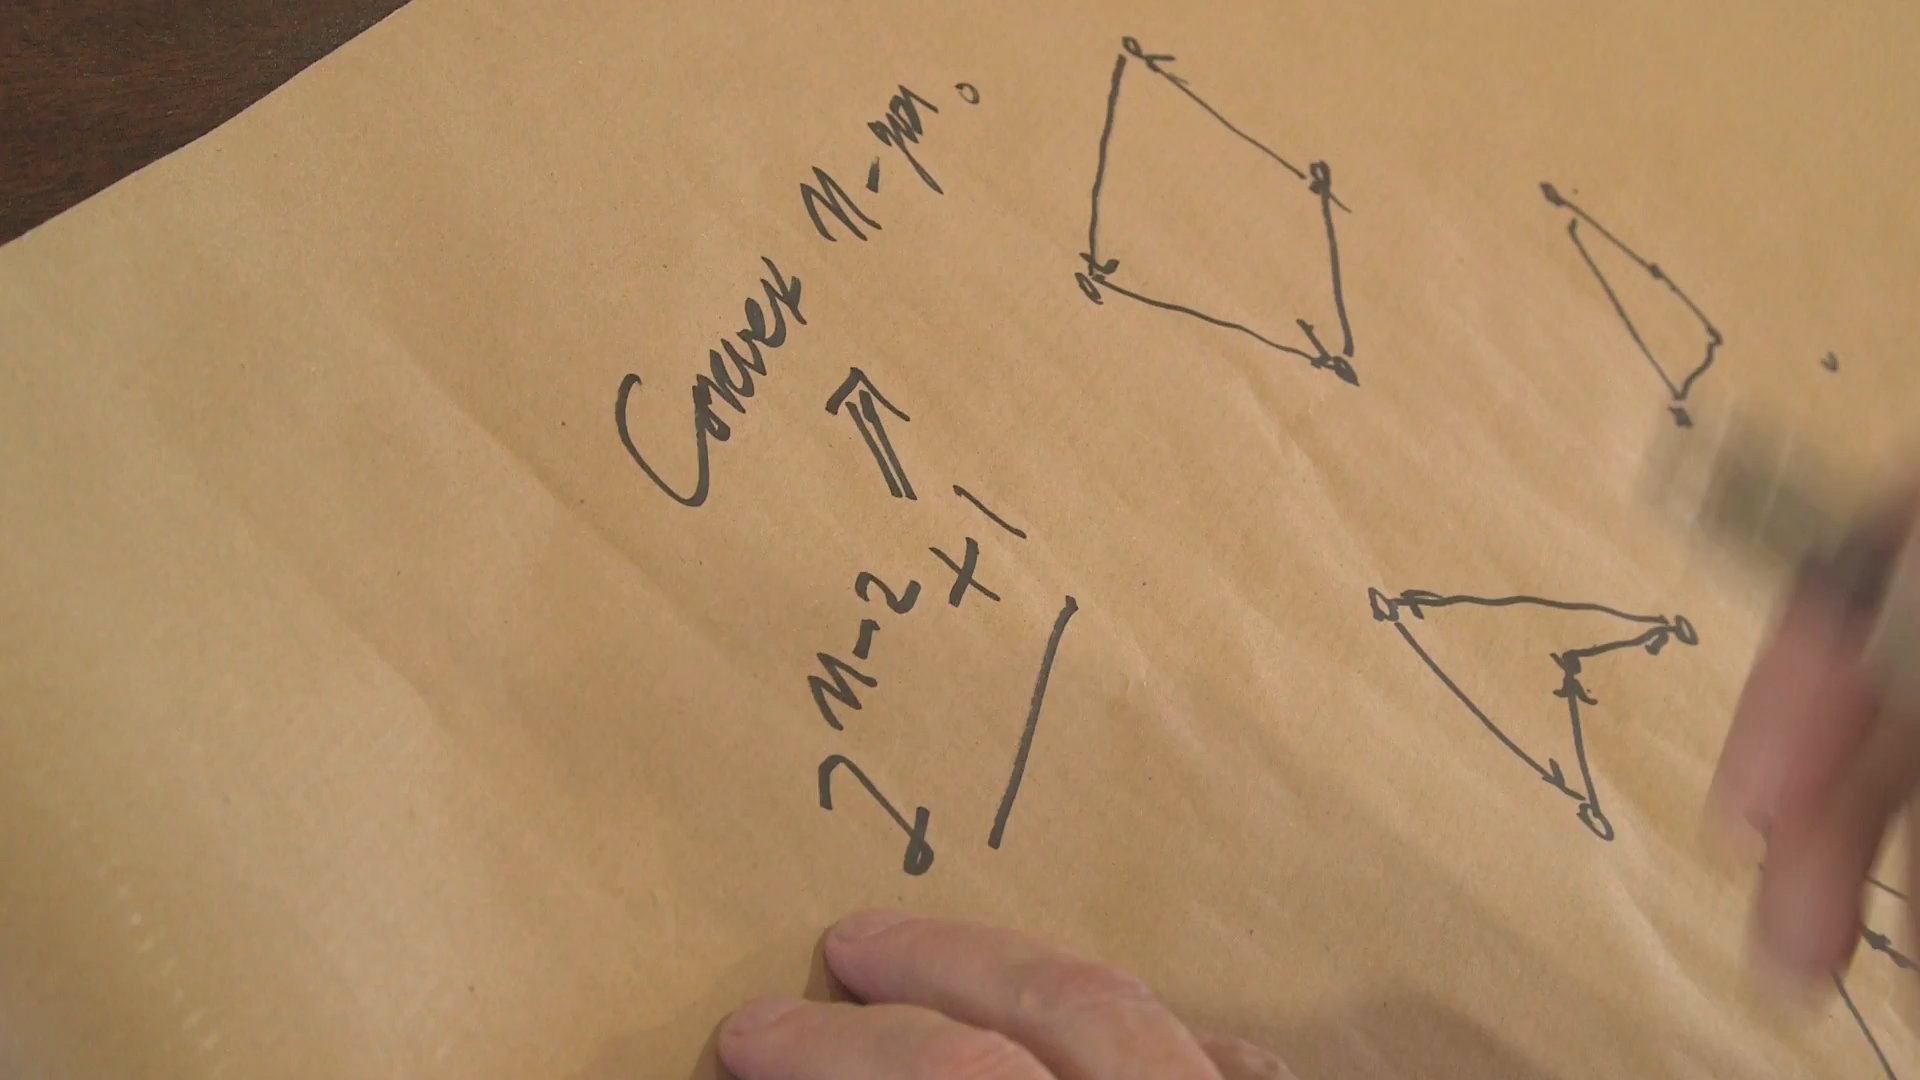 Convex n-gon.
⇑
2^{n-2} + 1